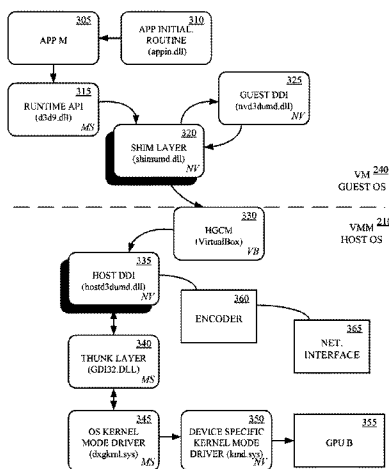 305
APP M
310
APP INITIAL.
ROUTINE
(appin.dll)
315
RUNTIME API
(d3d9.dll)
MS
325
GUEST DDI
(nvd3dumd.dll)
NV
320
SHIM LAYER
(shimumd.dll)
NV
VM 240
GUEST OS
VMM 210
HOST OS
330
HGCM
(VirtualBox)
VB
335
HOST DDI
(hostd3dumd.dll)
NV
360
ENCODER
365
NET.
INTERFACE
340
THUNK LAYER
(GDI32.DLL)
MS
345
OS KERNEL
MODE DRIVER
(dxgkrnl.sys)
MS
350
DEVICE SPECIFIC
KERNEL MODE
DRIVER (kmd.sys)
NV
355
GPU B